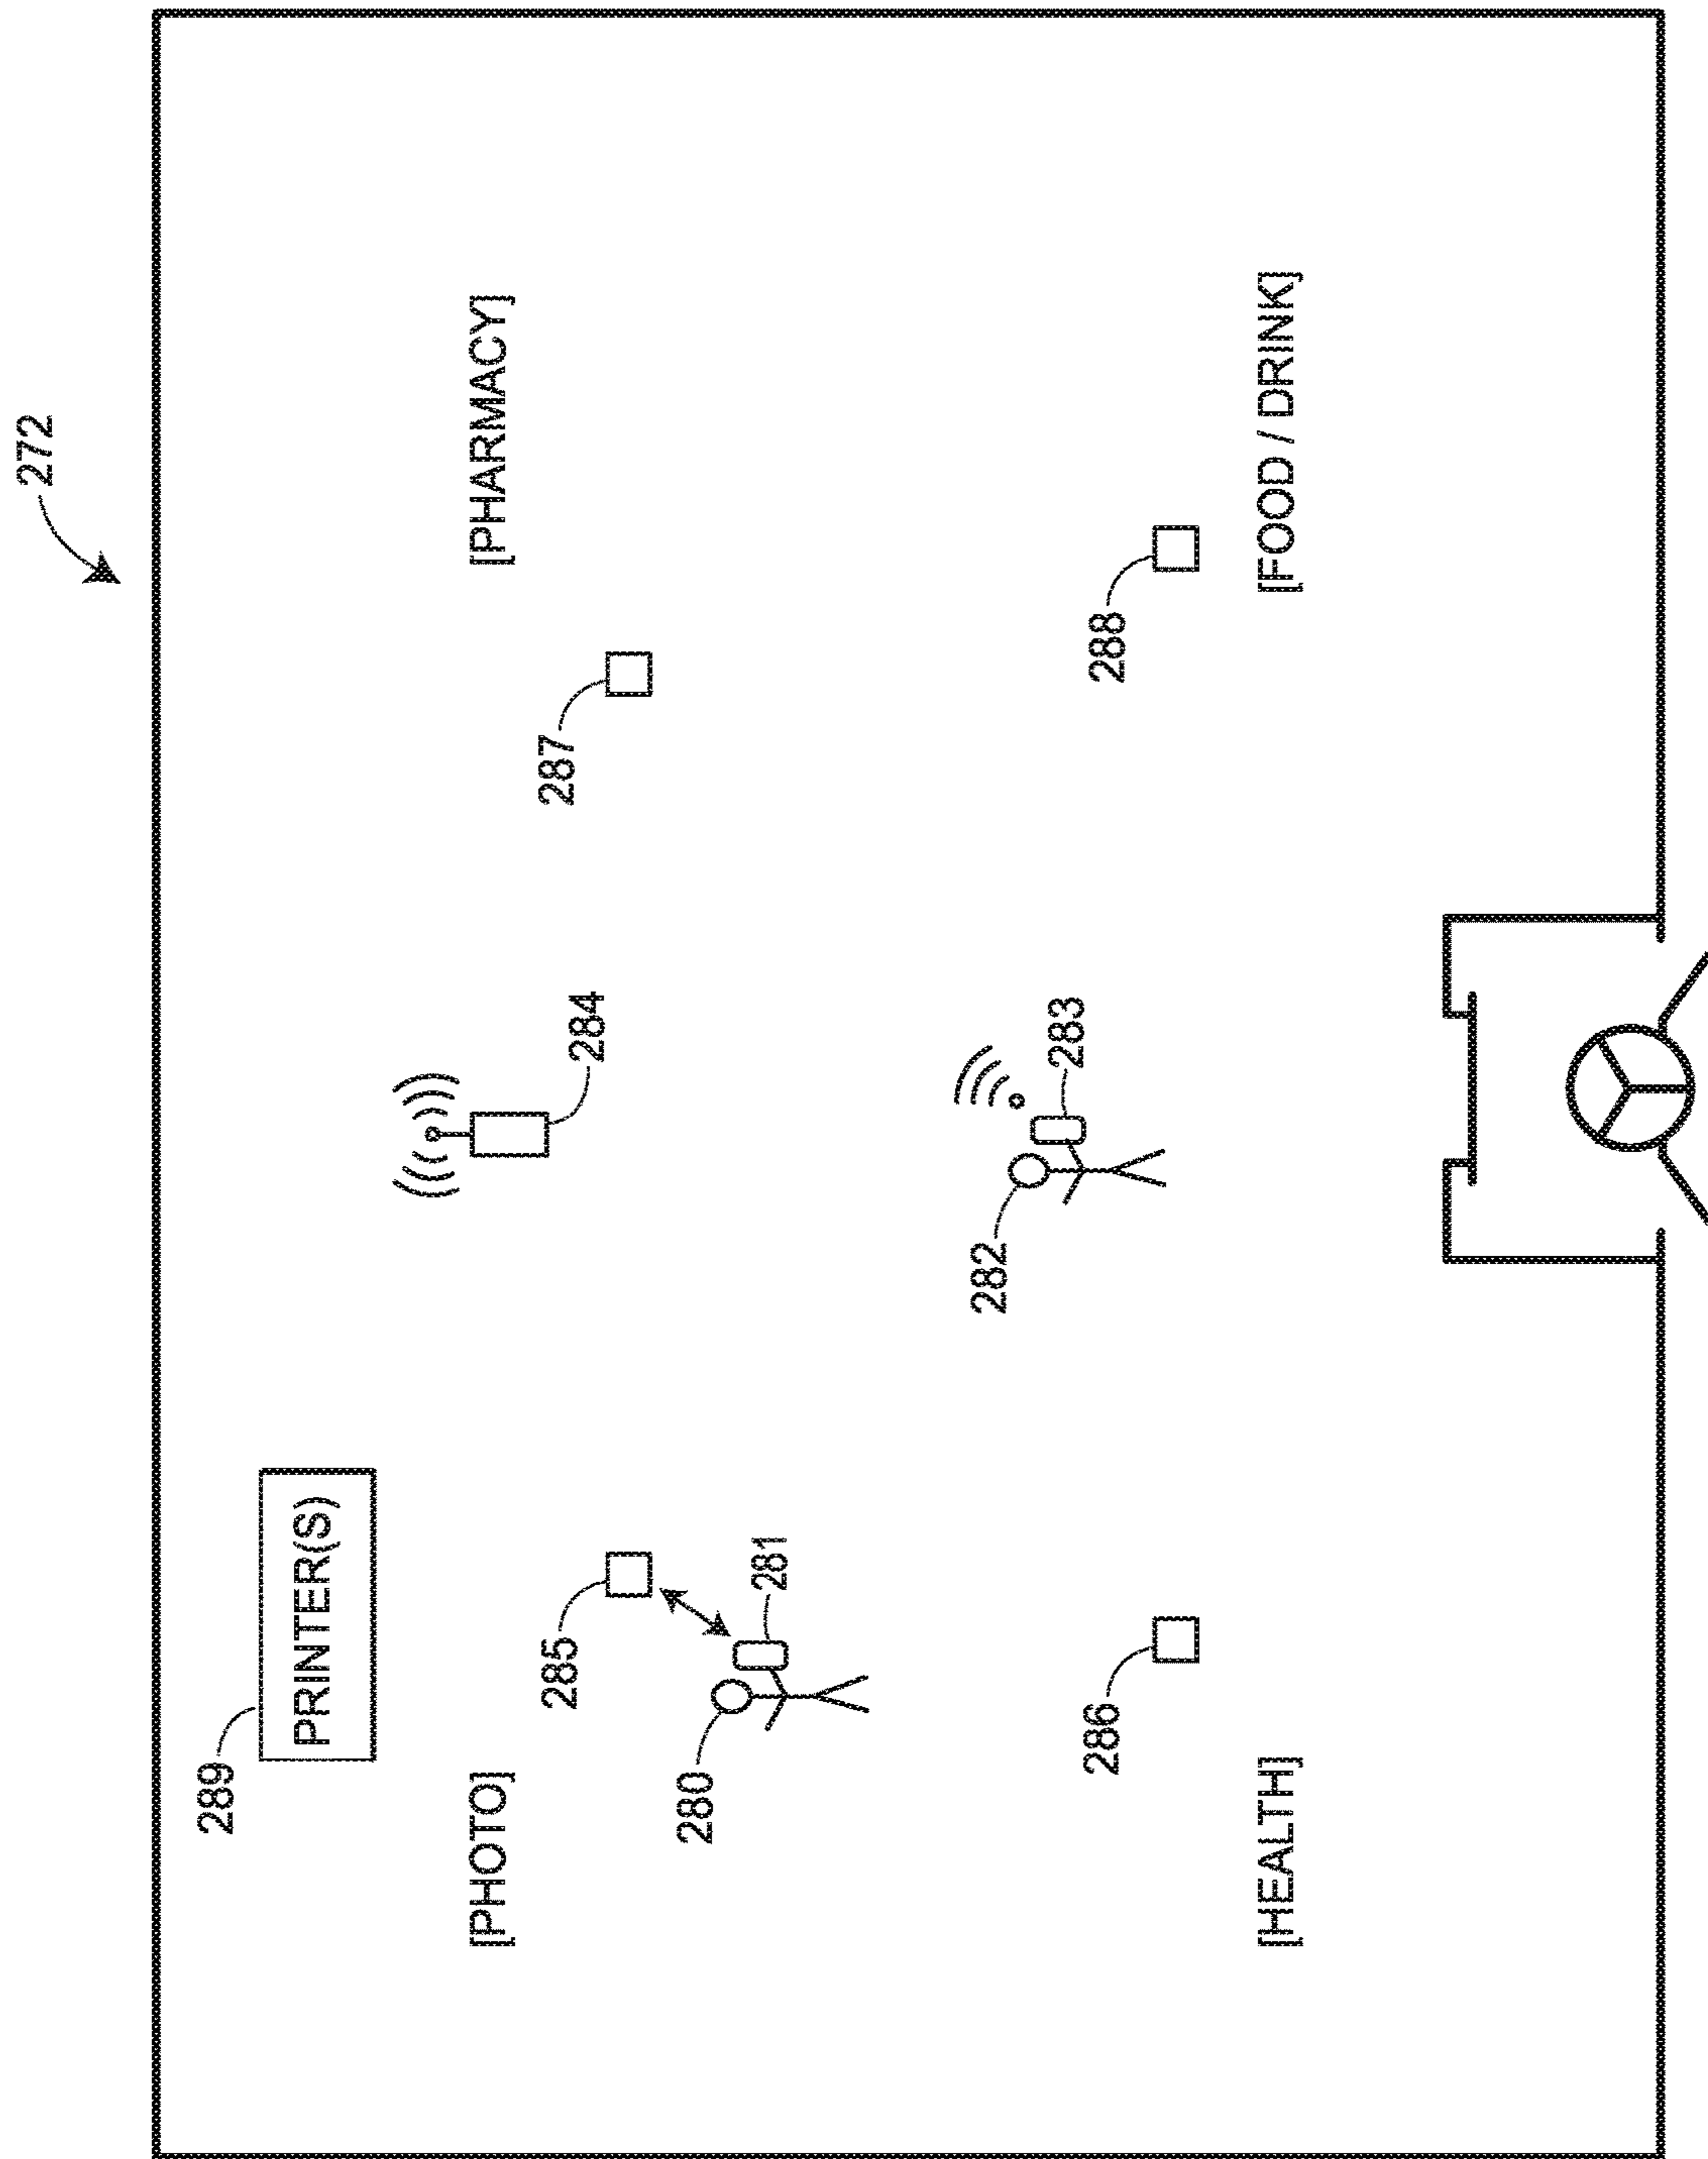 272
289
PRINTER(S)
[PHOTO]
[PHARMACY]
285
284
287
280
281
282
283
286
288
[HEALTH]
[FOOD / DRINK]